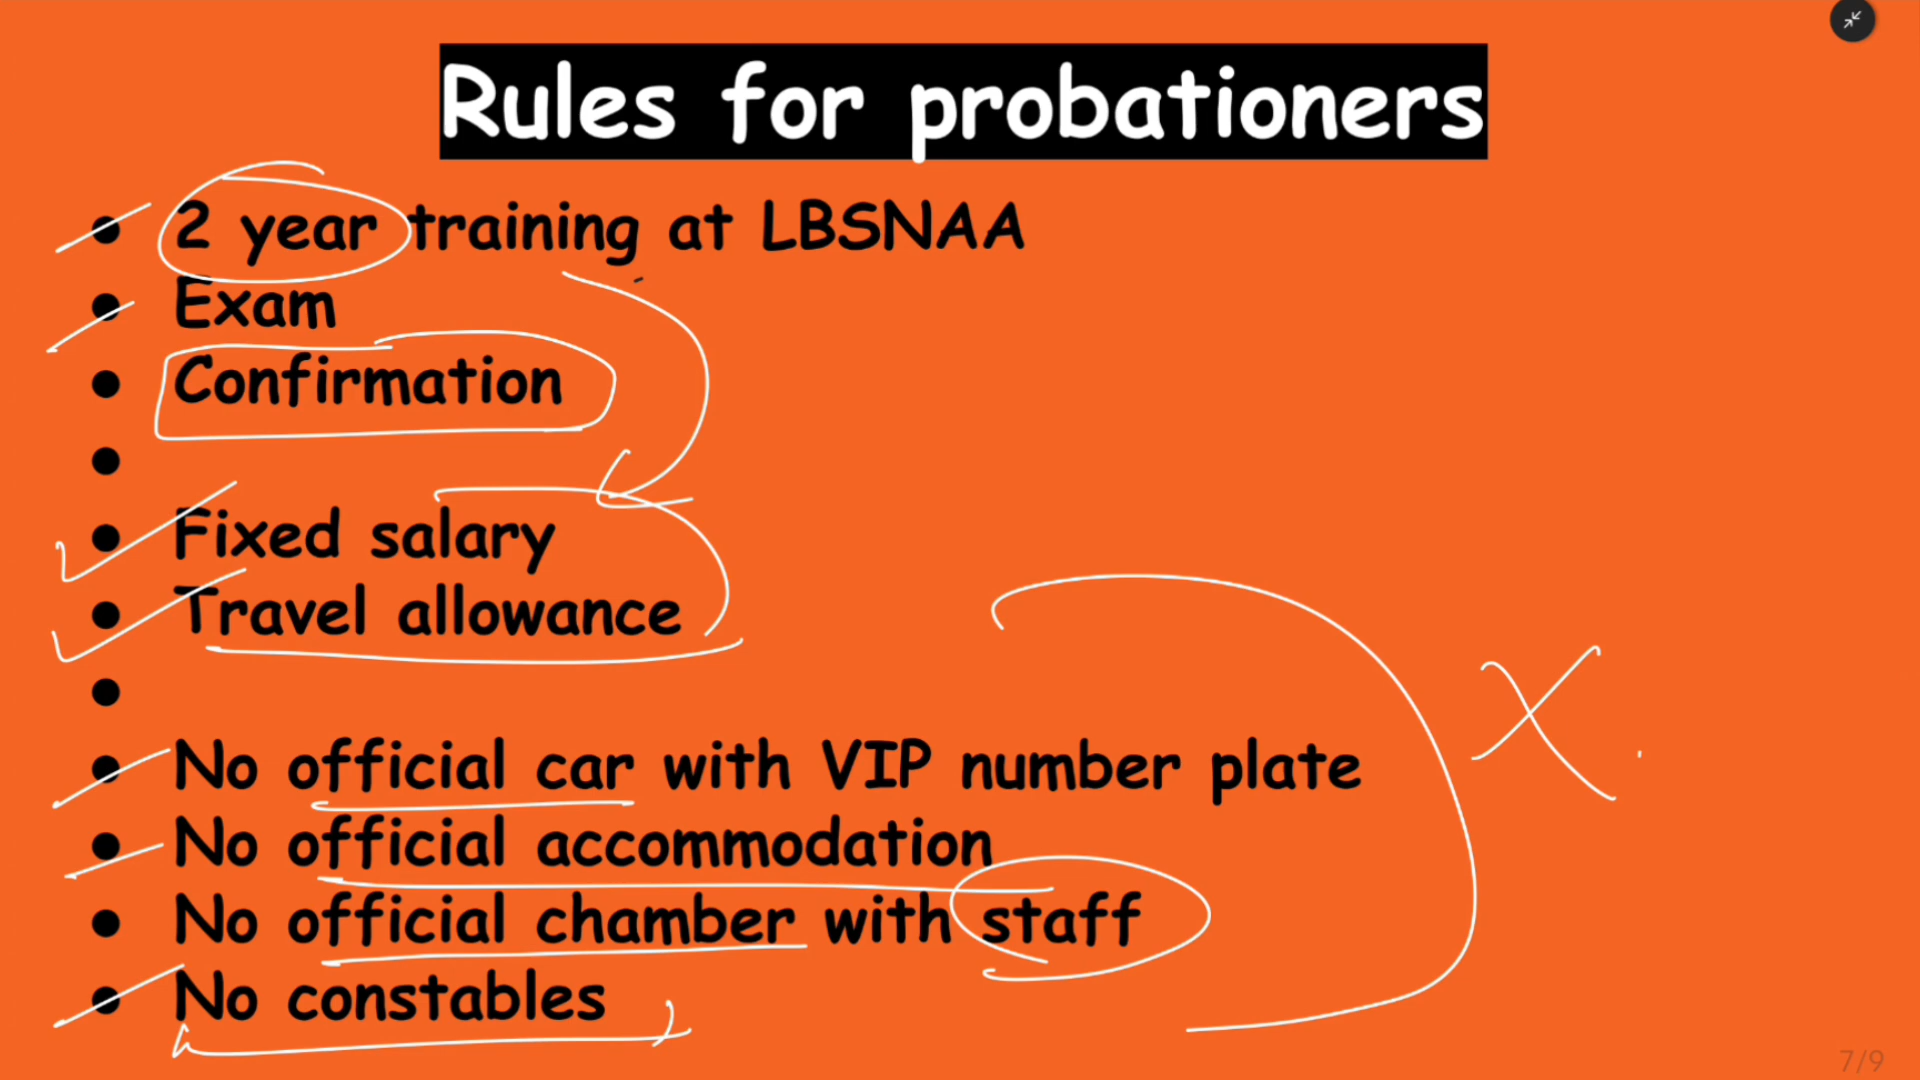 Rules for probationers
● 2 year training at LBSNAA
● Exam
● Confirmation
●
● Fixed salary
● Travel allowance
●
● No official car with VIP number plate
● No official accommodation
● No official chamber with staff
● No constables
7/9